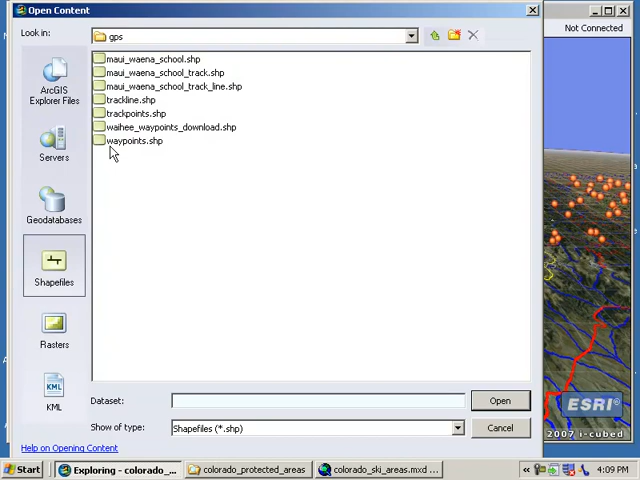 Open Content
Not Connected
Look in:
gps
ArcGIS
Explorer Files
Servers
Geodatabases
Shapefiles
Rasters
KML
KML
maui_waena_school.shp
maui_waena_school_track.shp
maui_waena_school_track_line.shp
trackline.shp
trackpoints.shp
waihee_waypoints_download.shp
waypoints.shp
Dataset:
Open
Show of type:
Shapefiles (*.shp)
Cancel
Help on Opening Content
ESRI
2007 i-cubed
Start
Exploring - colorado_...
colorado_protected_areas
colorado_ski_areas.mxd ...
«
4:09 PM